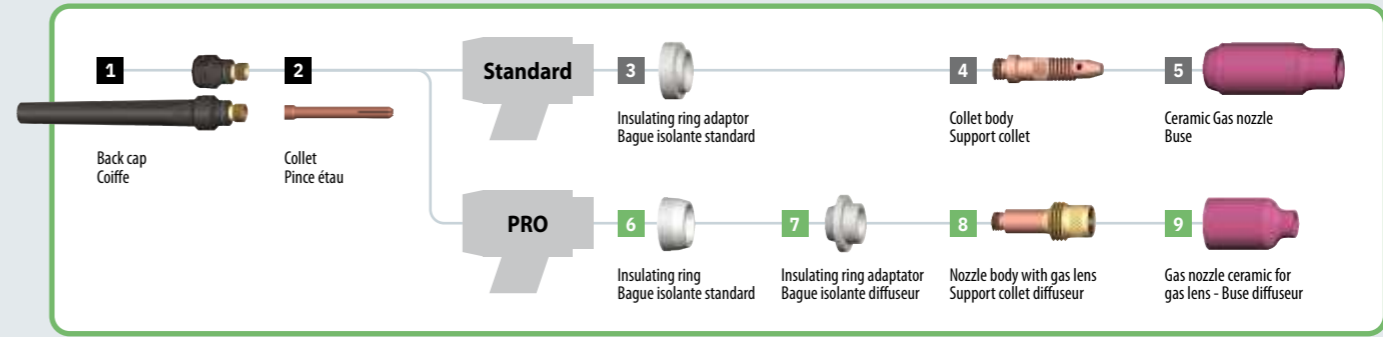 1
Back cap
Coiffe
2
Collet
Pince étau
Standard
3
Insulating ring adaptor
Bague isolante standard
4
Collet body
Support collet
5
Ceramic Gas nozzle
Buse
PRO
6
Insulating ring
Bague isolante standard
7
Insulating ring adaptator
Bague isolante diffuseur
8
Nozzle body with gas lens
Support collet diffuseur
9
Gas nozzle ceramic for
gas lens - Buse diffuseur